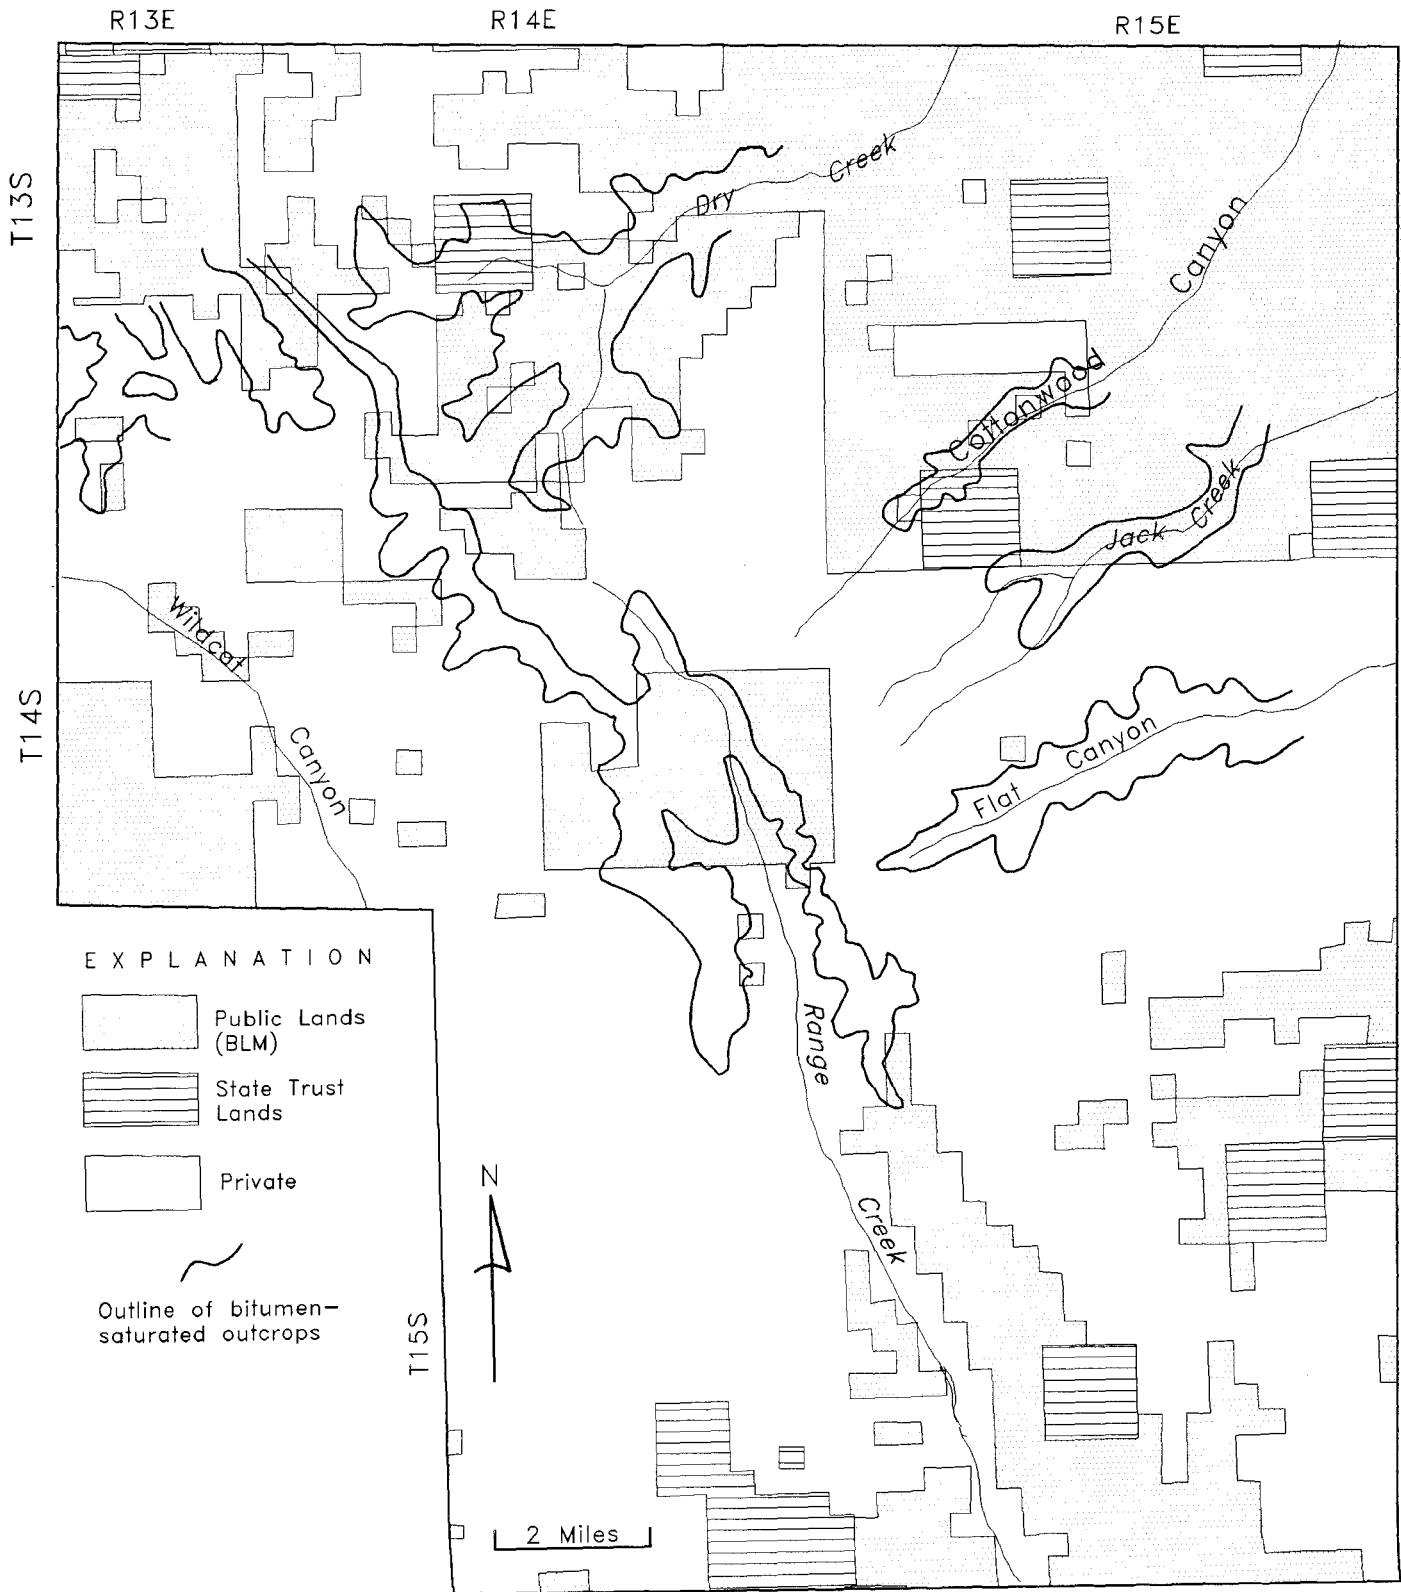 R13E R14E R15E
T13S
Dry Creek
Canyon
Cottonwood
Jack Creek
Wildcat
Canyon
T14S
Flat Canyon
EXPLANATION
Public Lands
(BLM)
State Trust
Lands
Private
Outline of bitumen-
saturated outcrops
Range
Creek
N
T15S
2 Miles